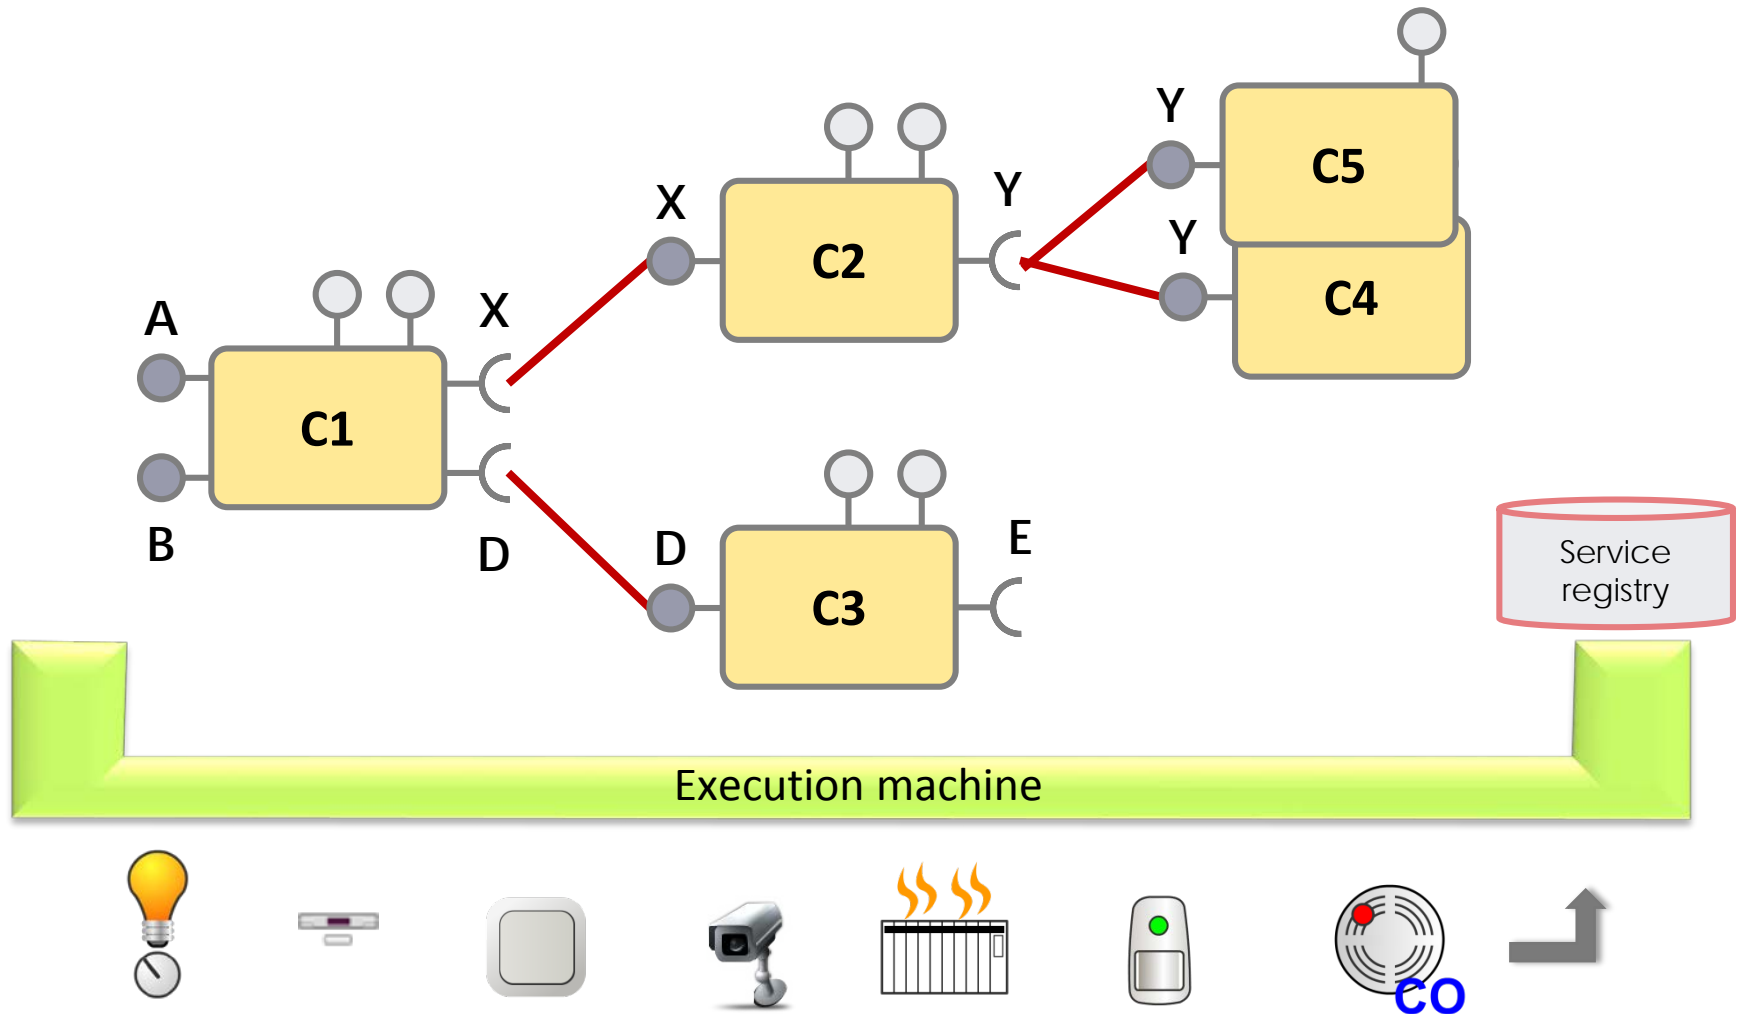 Y
C5
X
Y
Y
C2
C4
A
X
C1
B
D
D
E
C3
Service
registry
Execution machine
CO